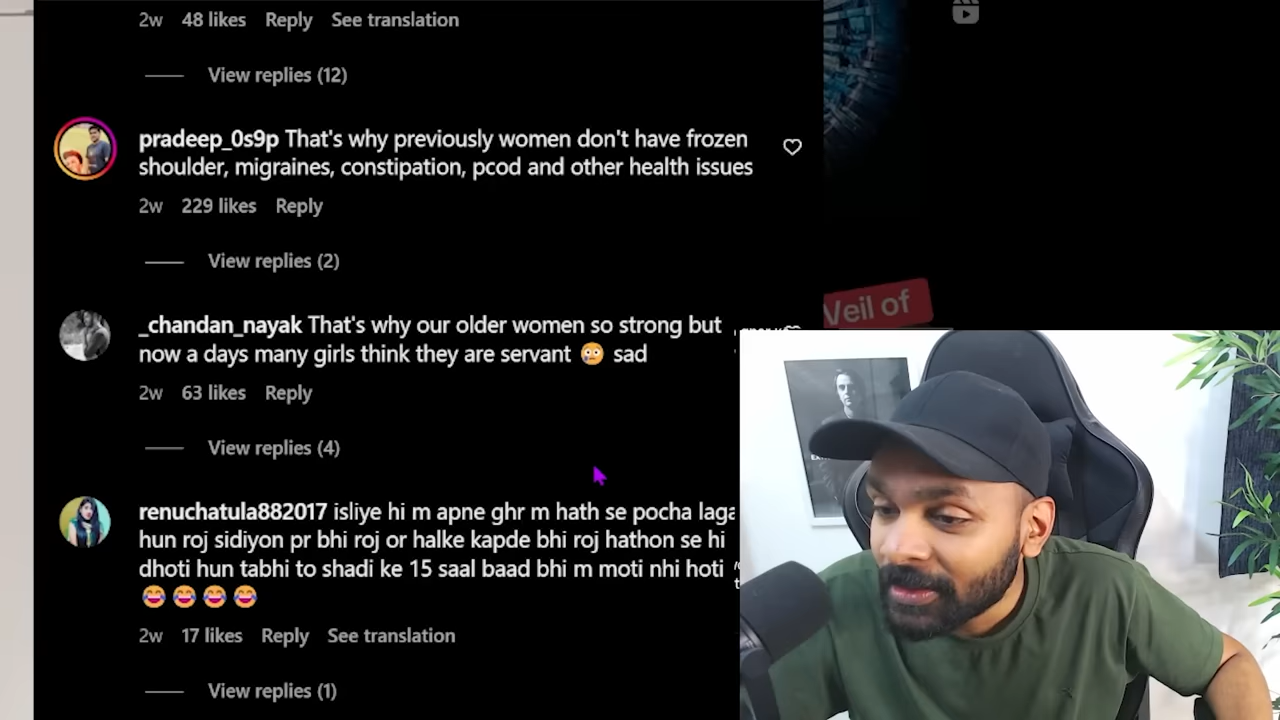 2w 48 likes Reply See translation
View replies (12)
pradeep_0s9p That's why previously women don't have frozen
shoulder, migraines, constipation, pcod and other health issues
2w 229 likes Reply
View replies (2)
_chandan_nayak That's why our older women so strong but
now a days many girls think they are servant 😳 sad
2w 63 likes Reply
View replies (4)
renuchatula882017 isliye hi m apne ghr m hath se pocha laga
hun roj sidiyon pr bhi roj or halke kapde bhi roj hathon se hi
dhoti hun tabhi to shadi ke 15 saal baad bhi m moti nhi hoti
😂😂😂😂
2w 17 likes Reply See translation
View replies (1)
Veil of